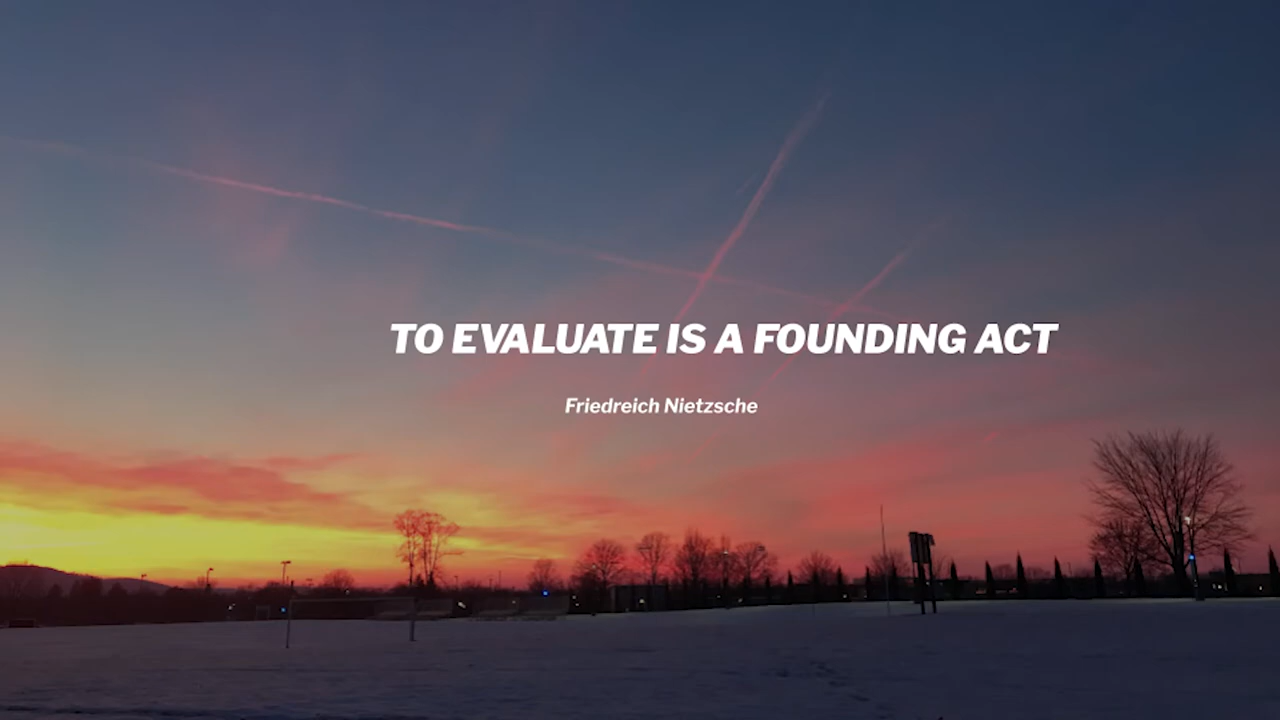 TO EVALUATE IS A FOUNDING ACT
Friedreich Nietzsche